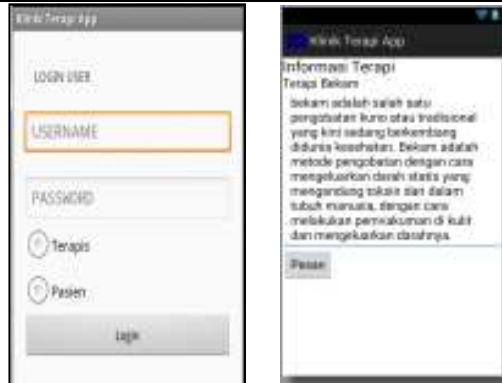 Klinik Terapi App
LOGIN USER
USERNAME
PASSWORD
Terapis
Pasien
Login
Klinik Terapi App
Informasi Terapi
Terapi Bekam
bekam adalah salah satu
pengobatan kuno atau tradisional
yang kini sedang berkembang
didunia kesehatan. Bekam adalah
metode pengobatan dengan cara
mengeluarkan darah statis yang
mengandung toksin dari dalam
tubuh manusia, dengan cara
melakukan pemvakuman di kulit
dan mengeluarkan darahnya.
Pesan